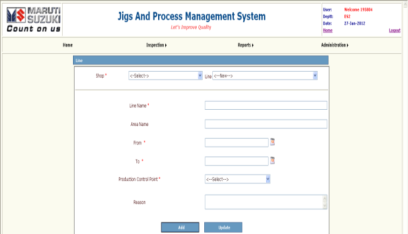 MARUTI
SUZUKI
Count on us
Jigs And Process Management System
Let's Improve Quality
User: Welcome
Deptt:
Date: 27-Jan-2012
Home Logout
Home Inspection Reports Administration
Line
Shop * <--Select--> Line <--New-->
Line Name *
Area Name
From *
To *
Production Control Point * <--Select-->
Reason
Add Update